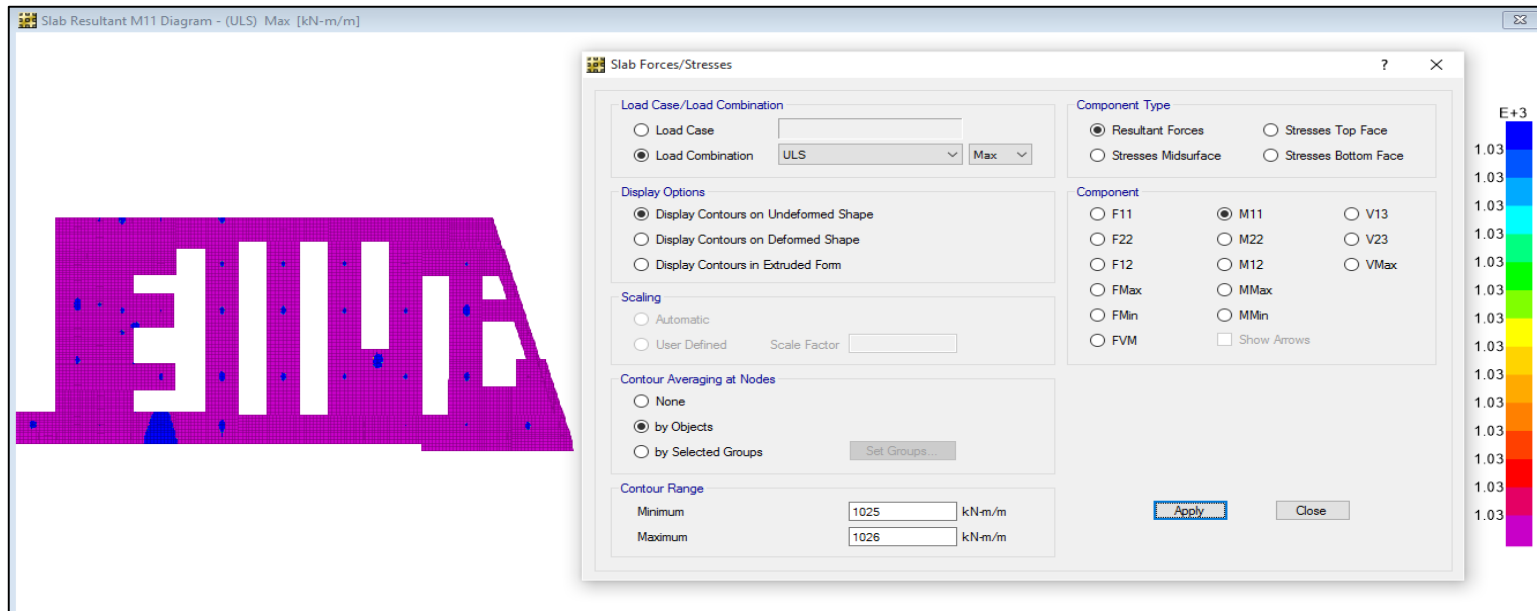 Slab Resultant M11 Diagram - (ULS) Max [kN-m/m]
Slab Forces/Stresses
?
Load Case/Load Combination
Load Case
Load Combination
ULS
Max
Display Options
Display Contours on Undeformed Shape
Display Contours on Deformed Shape
Display Contours in Extruded Form
Scaling
Automatic
User Defined
Scale Factor
Contour Averaging at Nodes
None
by Objects
by Selected Groups
Set Groups...
Contour Range
Minimum
1025
kN-m/m
Maximum
1026
kN-m/m
Component Type
Resultant Forces
Stresses Top Face
Stresses Midsurface
Stresses Bottom Face
Component
F11
M11
V13
F22
M22
V23
F12
M12
VMax
FMax
MMax
FMin
MMin
FVM
Show Arrows
Apply
Close
E+3
1.03
1.03
1.03
1.03
1.03
1.03
1.03
1.03
1.03
1.03
1.03
1.03
1.03
1.03